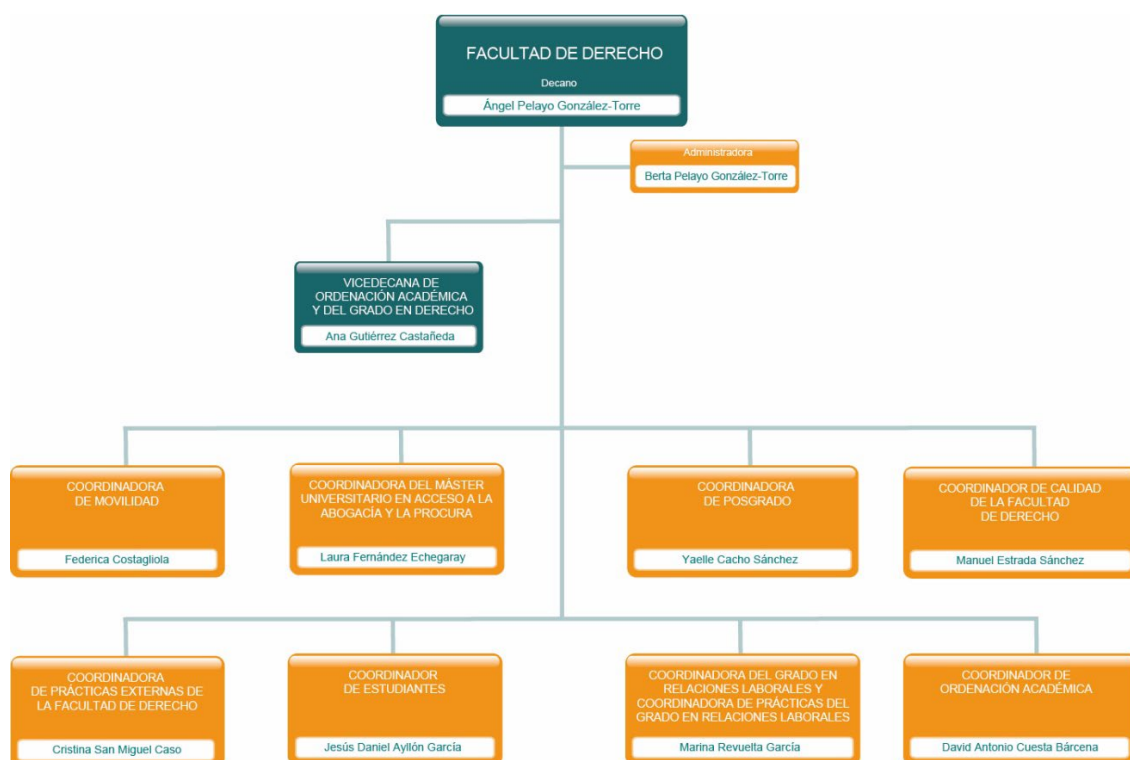 FACULTAD DE DERECHO
Decano
Ángel Pelayo González-Torre
Administradora
Berta Pelayo González-Torre
VICEDECANA DE
ORDENACIÓN ACADÉMICA
Y DEL GRADO EN DERECHO
Ana Gutiérrez Castañeda
COORDINADORA
DE MOVILIDAD
Federica Costagliola
COORDINADORA DEL MÁSTER
UNIVERSITARIO EN ACCESO A LA
ABOGACÍA Y LA PROCURA
Laura Fernández Echegaray
COORDINADORA
DE POSGRADO
Yaelle Cacho Sánchez
COORDINADOR DE CALIDAD
DE LA FACULTAD
DE DERECHO
Manuel Estrada Sánchez
COORDINADORA
DE PRÁCTICAS EXTERNAS DE
LA FACULTAD DE DERECHO
Cristina San Miguel Caso
COORDINADOR
DE ESTUDIANTES
Jesús Daniel Ayllón García
COORDINADORA DEL GRADO EN
RELACIONES LABORALES Y
COORDINADORA DE PRÁCTICAS DEL
GRADO EN RELACIONES LABORALES
Marina Revuelta García
COORDINADOR DE
ORDENACIÓN ACADÉMICA
David Antonio Cuesta Bárcena